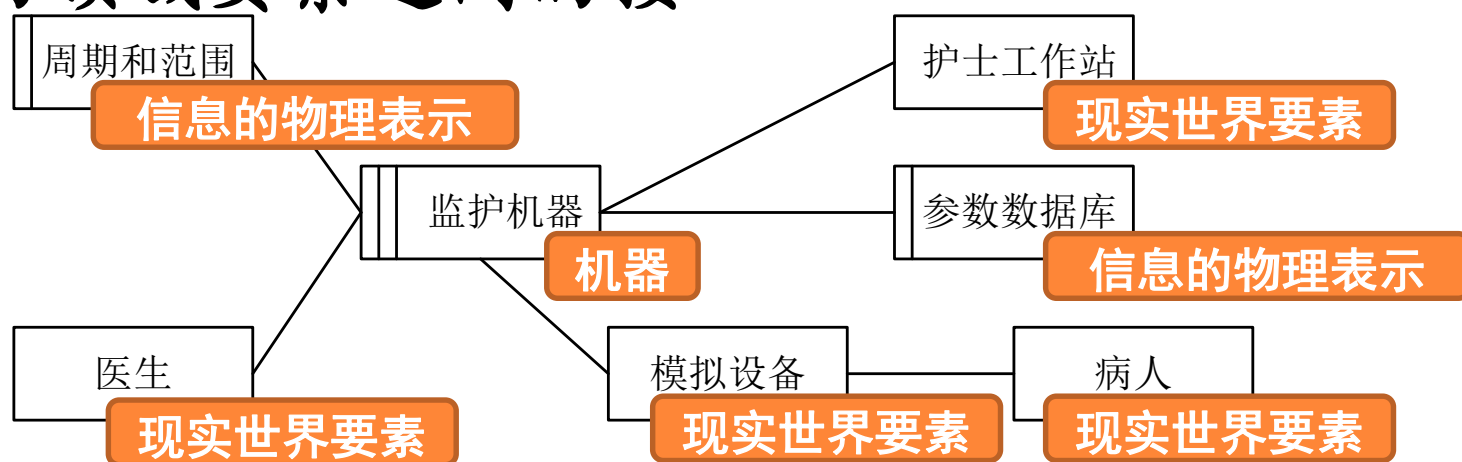 周期和范围
信息的物理表示
护士工作站
现实世界要素
监护机器
机器
参数数据库
信息的物理表示
医生
现实世界要素
模拟设备
现实世界要素
病人
现实世界要素